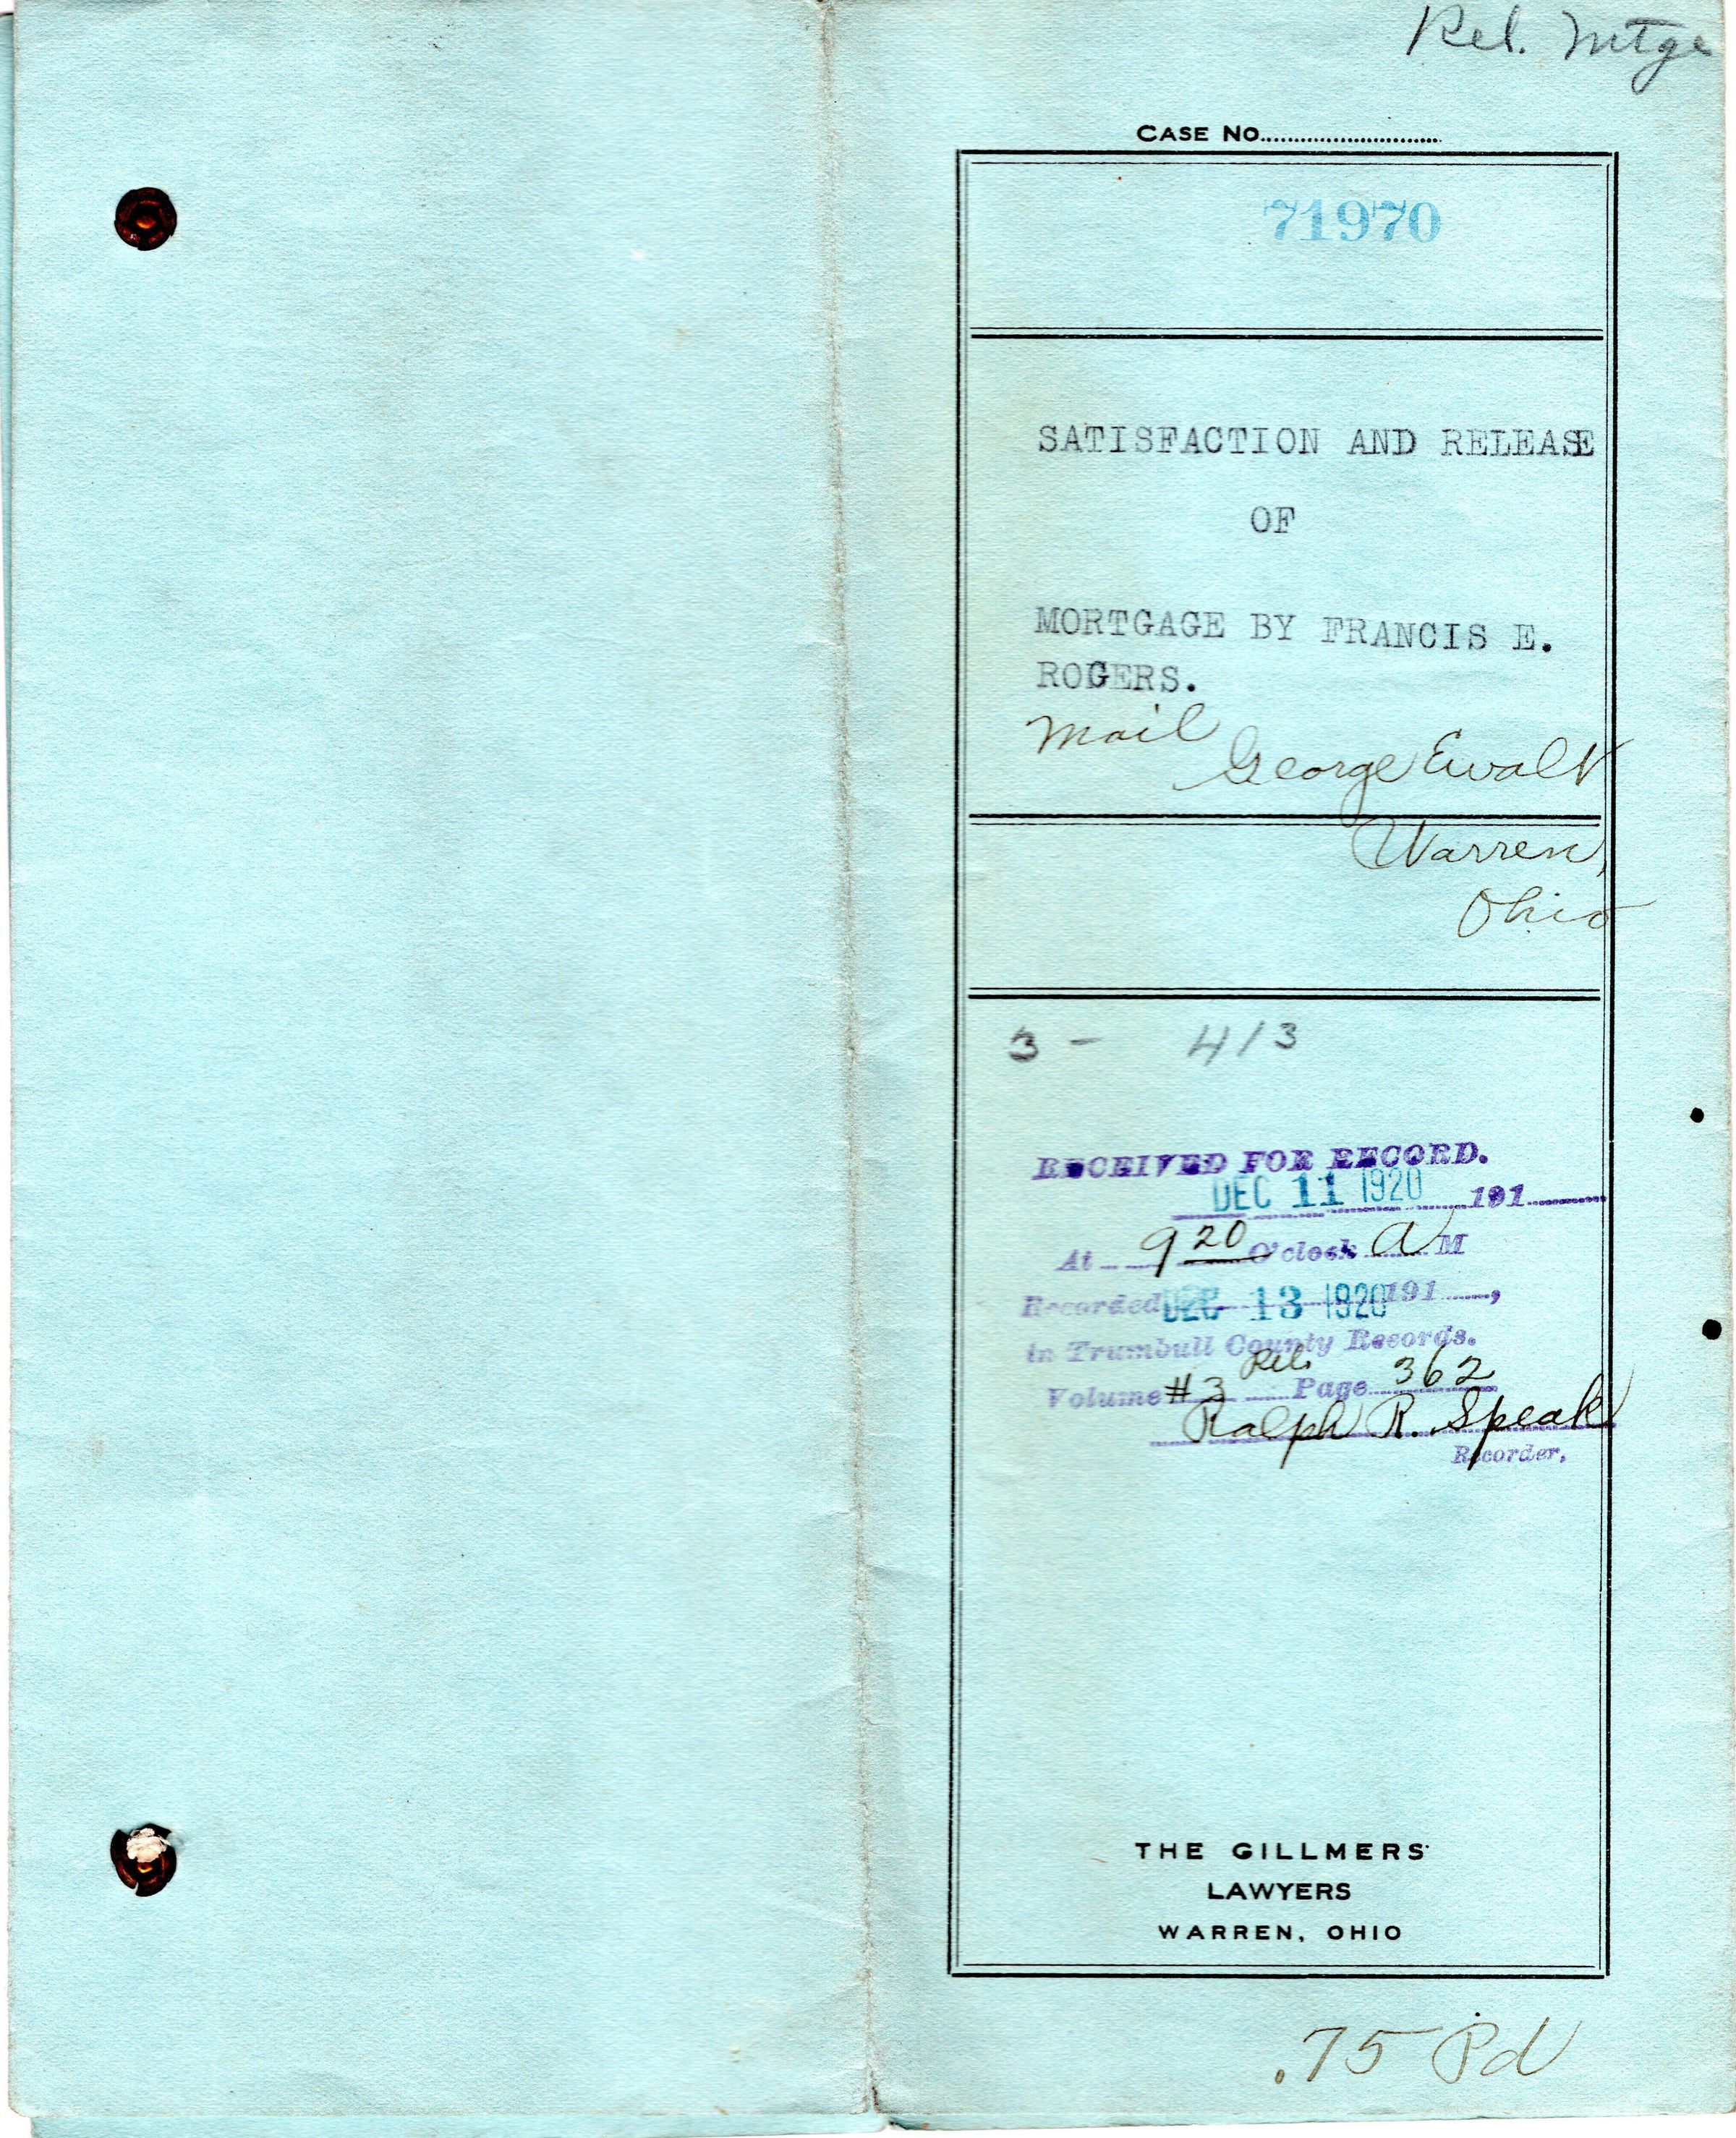 Rel. Mtge
CASE NO.
71970
SATISFACTION AND RELEASE
OF
MORTGAGE BY FRANCIS E.
ROGERS.
Mail
George Ewalt
Warren,
Ohio
3 - 413
RECEIVED FOR RECORD.
DEC 11 1920 191
At 9 20 O'clock A M
Recorded DEC 13 1920 191 ,
in Trumbull County Records.
Rel.
Volume #3 Page 362
Ralph R. Speak
Recorder.
THE GILLMERS
LAWYERS
WARREN, OHIO
.75 Pd